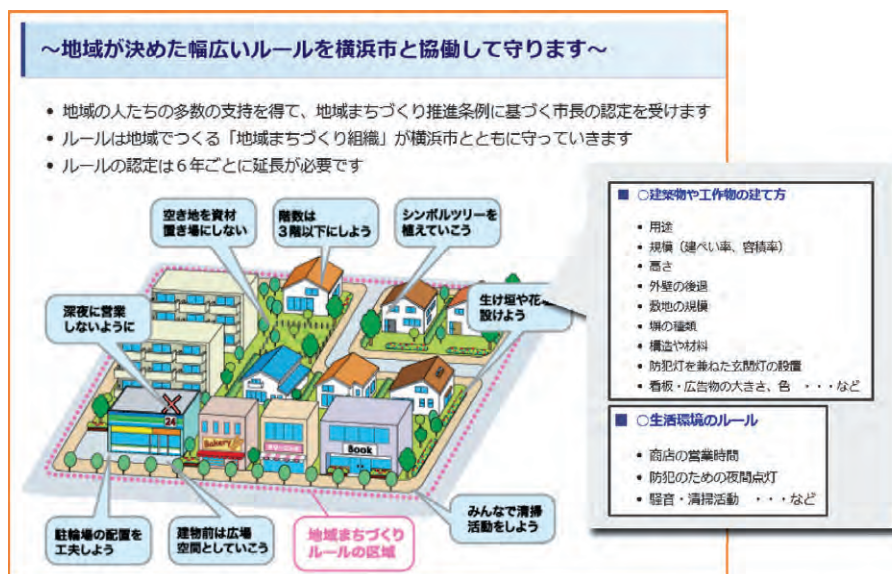 ～地域が決めた幅広いルールを横浜市と協働して守ります～
• 地域の人たちの多数の支持を得て、地域まちづくり推進条例に基づく市長の認定を受けます
• ルールは地域でつくる「地域まちづくり組織」が横浜市とともに守っていきます
• ルールの認定は６年ごとに延長が必要です
空き地を資材
置き場にしない
階数は
３階以下にしよう
シンボルツリーを
植えていこう
生け垣や花
設けよう
深夜に営業
しないように
24
Bakery
Book
駐輪場の配置を
工夫しよう
建物前は広場
空間としていこう
地域まちづくり
ルールの区域
みんなで清掃
活動をしよう
■ ○建築物や工作物の建て方
• 用途
• 規模（建ぺい率、容積率）
• 高さ
• 外壁の後退
• 敷地の規模
• 塀の種類
• 構造や材料
• 防犯灯を兼ねた玄関灯の設置
• 看板・広告物の大きさ、色　・・・など
■ ○生活環境のルール
• 商店の営業時間
• 防犯のための夜間点灯
• 騒音・清掃活動　・・・など